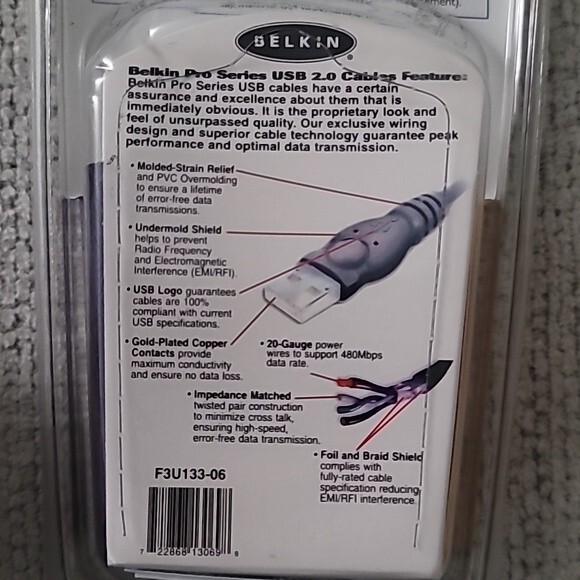 ement).
BELKIN
Belkin Pro Series USB 2.0 Cables Feature:
Belkin Pro Series USB cables have a certain
assurance and excellence about them that is
immediately obvious. It is the proprietary look and
feel of unsurpassed quality. Our exclusive wiring
design and superior cable technology guarantee peak
performance and optimal data transmission.
• Molded-Strain Relief
and PVC Overmolding
to ensure a lifetime
of error-free data
transmissions.
• Undermold Shield
helps to prevent
Radio Frequency
and Electromagnetic
Interference (EMI/RFI).
• USB Logo guarantees
cables are 100%
compliant with current
USB specifications.
• Gold-Plated Copper
Contacts provide
maximum conductivity
and ensure no data loss.
• 20-Gauge power
wires to support 480Mbps
data rate.
• Impedance Matched
twisted pair construction
to minimize cross talk,
ensuring high-speed,
error-free data transmission.
• Foil and Braid Shield
complies with
fully-rated cable
specification reducing
EMI/RFI interference.
F3U133-06
7 22868 13069 8